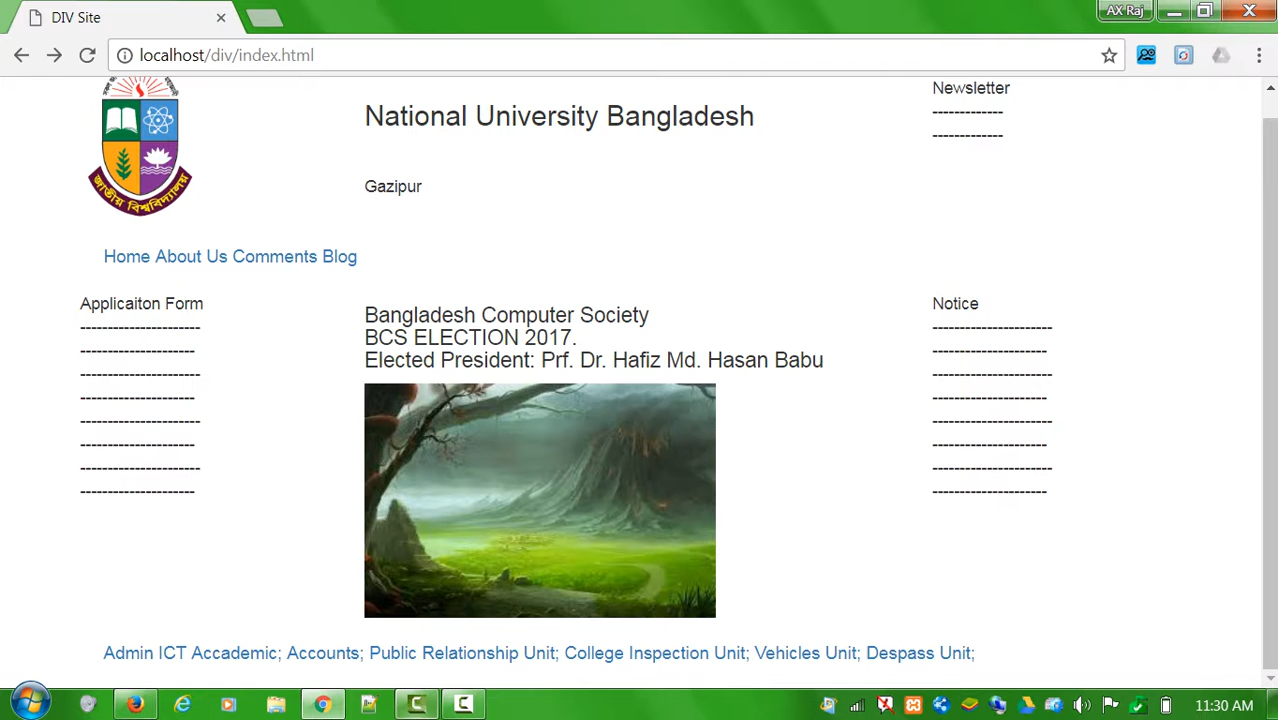 DIV Site
AX Raj
localhost/div/index.html
National University Bangladesh
Gazipur
Newsletter
-------------
-------------
জাতীয় বিশ্ববিদ্যালয়
Home About Us Comments Blog
Applicaiton Form
----------------------
---------------------
----------------------
---------------------
----------------------
---------------------
----------------------
---------------------
Bangladesh Computer Society
BCS ELECTION 2017.
Elected President: Prf. Dr. Hafiz Md. Hasan Babu
Notice
----------------------
---------------------
----------------------
---------------------
----------------------
---------------------
----------------------
---------------------
Admin ICT Accademic; Accounts; Public Relationship Unit; College Inspection Unit; Vehicles Unit; Despass Unit;
11:30 AM